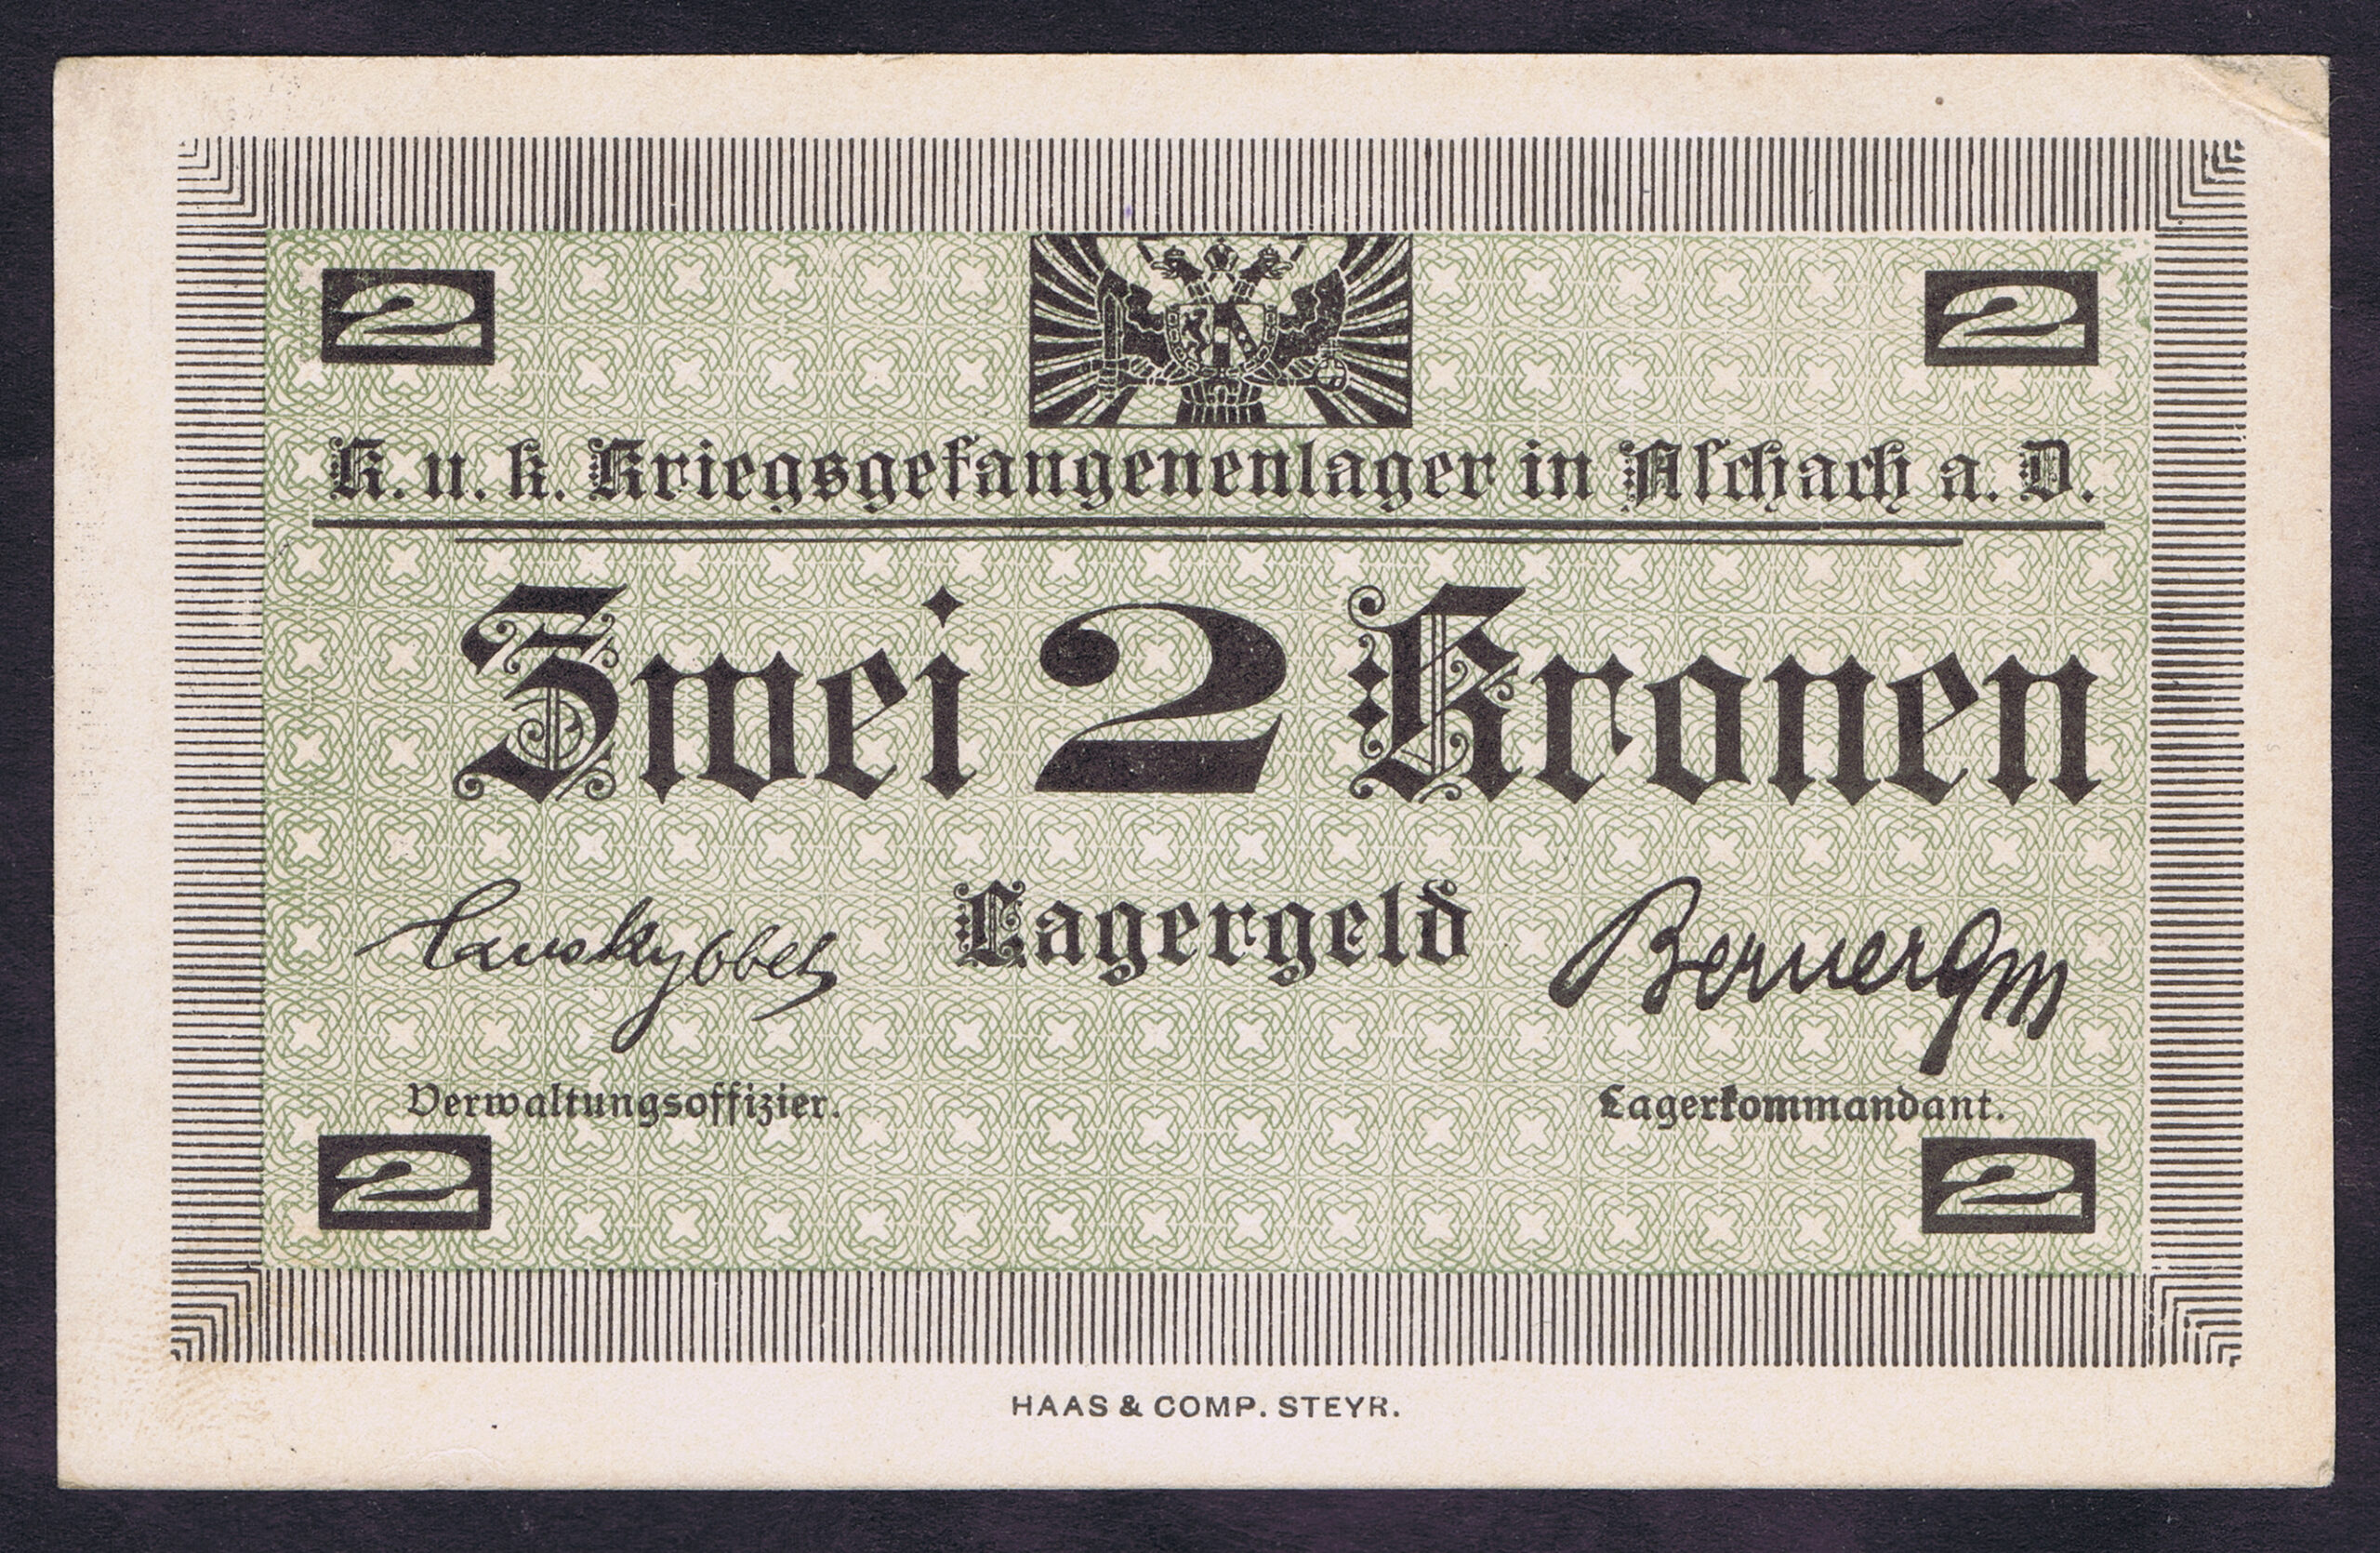 2 2
K. u. k. Kriegsgefangenenlager in Aschach a. D.
Zwei 2 Kronen
Lagergeld
Verwaltungsoffizier. Lagerkommandant.
2 2
HAAS & COMP. STEYR.